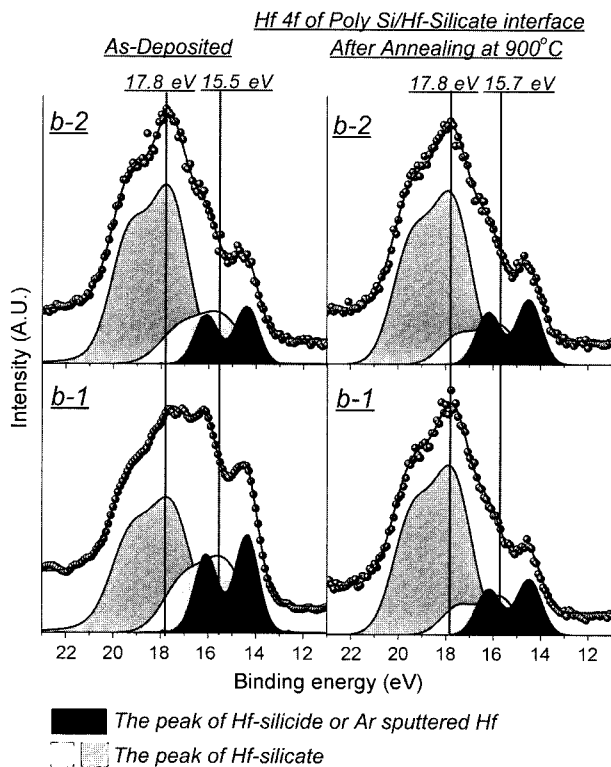 Hf 4f of Poly Si/Hf-Silicate interface
As-Deposited
After Annealing at 900°C
17.8 eV 15.5 eV
17.8 eV 15.7 eV
b-2
b-2
b-1
b-1
Intensity (A.U.)
22 20 18 16 14 12
22 20 18 16 14 12
Binding energy (eV)
The peak of Hf-silicide or Ar sputtered Hf
The peak of Hf-silicate